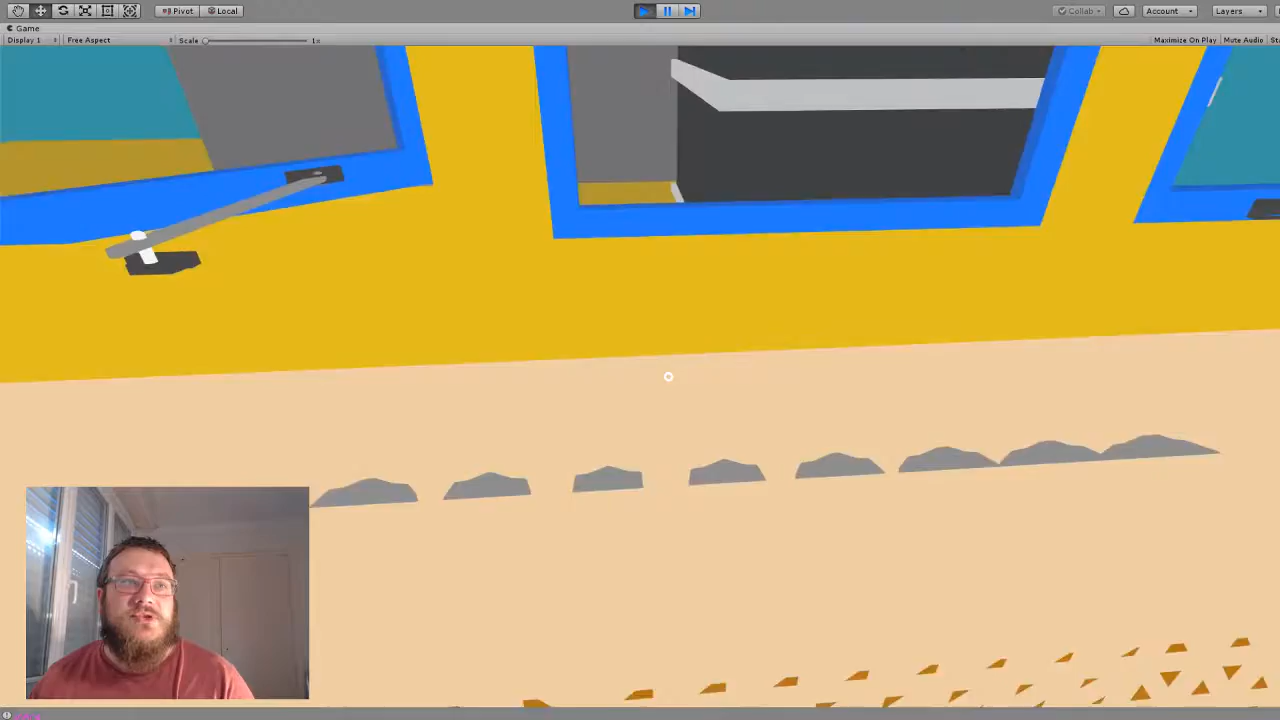 Pivot Local Collab Account Layers
Game
Display 1 Free Aspect Scale 1x Maximize On Play Mute Audio